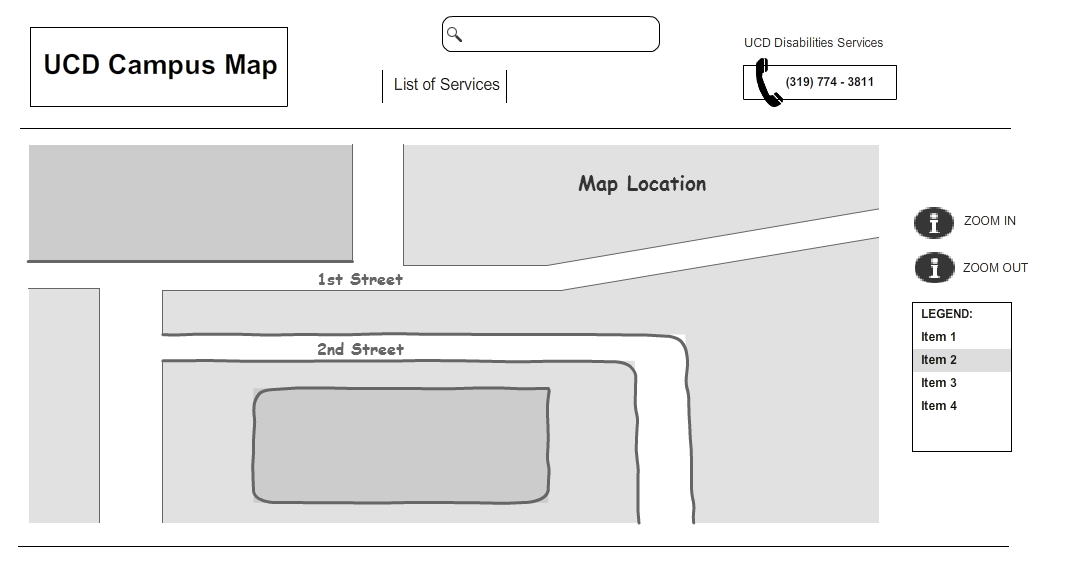 UCD Campus Map
List of Services
UCD Disabilities Services
(319) 774 - 3811
Map Location
1st Street
2nd Street
ZOOM IN
ZOOM OUT
LEGEND:
Item 1
Item 2
Item 3
Item 4